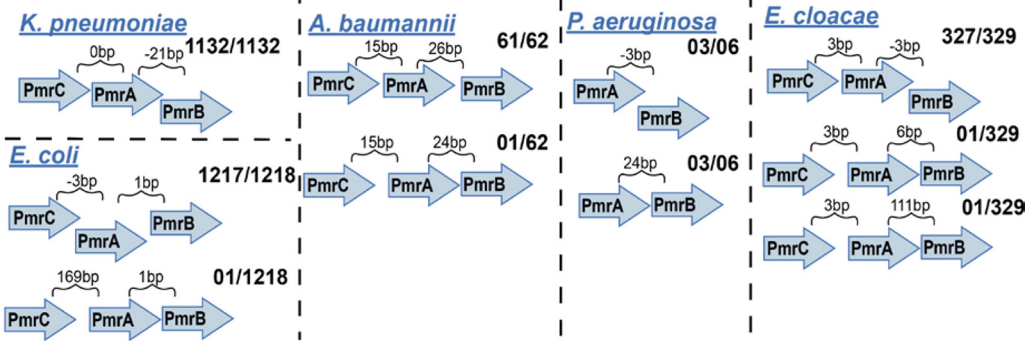 K. pneumoniae
1132/1132
0bp -21bp
PmrC PmrA PmrB
E. coli
1217/1218
-3bp 1bp
PmrC PmrA PmrB
01/1218
169bp 1bp
PmrC PmrA PmrB
A. baumannii
61/62
15bp 26bp
PmrC PmrA PmrB
01/62
15bp 24bp
PmrC PmrA PmrB
P. aeruginosa
03/06
-3bp
PmrA PmrB
03/06
24bp
PmrA PmrB
E. cloacae
327/329
3bp -3bp
PmrC PmrA PmrB
01/329
3bp 6bp
PmrC PmrA PmrB
01/329
3bp 111bp
PmrC PmrA PmrB